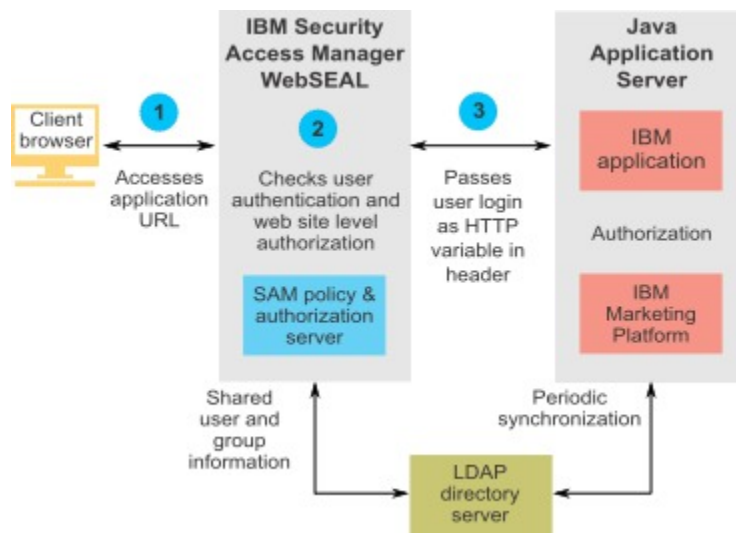 IBM Security
Access Manager
WebSEAL
Java
Application
Server
Client
browser
1
Accesses
application
URL
2
Checks user
authentication and
web site level
authorization
SAM policy &
authorization
server
3
Passes
user login
as HTTP
variable in
header
IBM
application
Authorization
IBM
Marketing
Platform
Shared
user and
group
information
Periodic
synchronization
LDAP
directory
server